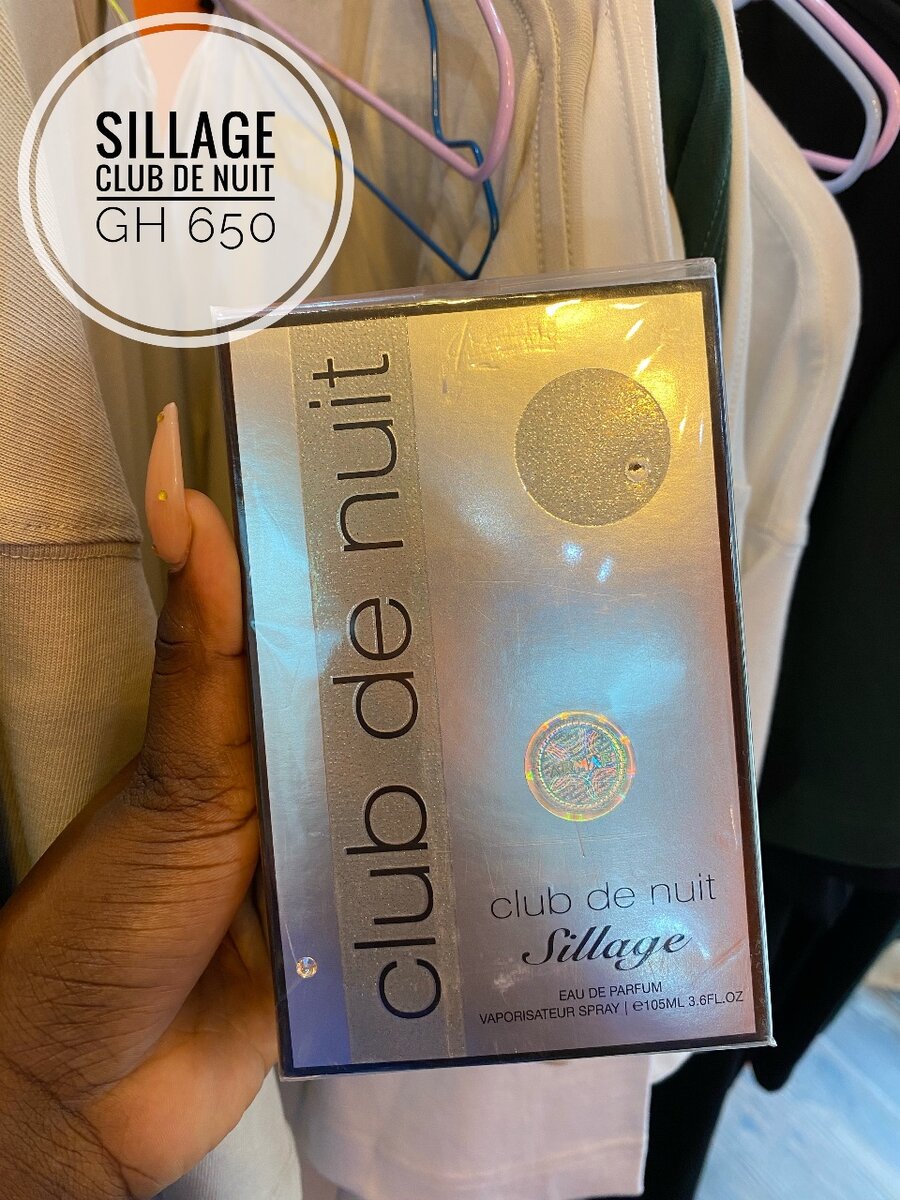 SILLAGE
CLUB DE NUIT
GH 650
club de nuit
club de nuit
Sillage
EAU DE PARFUM
VAPORISATEUR SPRAY | ℮105ML 3.6FL.OZ